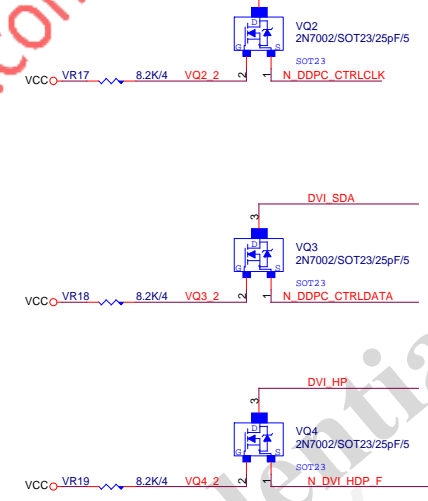 D
VQ2
2N7002/SOT23/25pF/5
G S
SOT23
VCC VR17 8.2K/4 VQ2_2 2 1 N_DDPC_CTRLCLK
DVI_SDA
3
D
VQ3
2N7002/SOT23/25pF/5
G S
SOT23
VCC VR18 8.2K/4 VQ3_2 2 1 N_DDPC_CTRLDATA
DVI_HP
3
D
VQ4
2N7002/SOT23/25pF/5
G S
SOT23
VCC VR19 8.2K/4 VQ4_2 2 1 N_DVI_HDP_F
.co
dentia